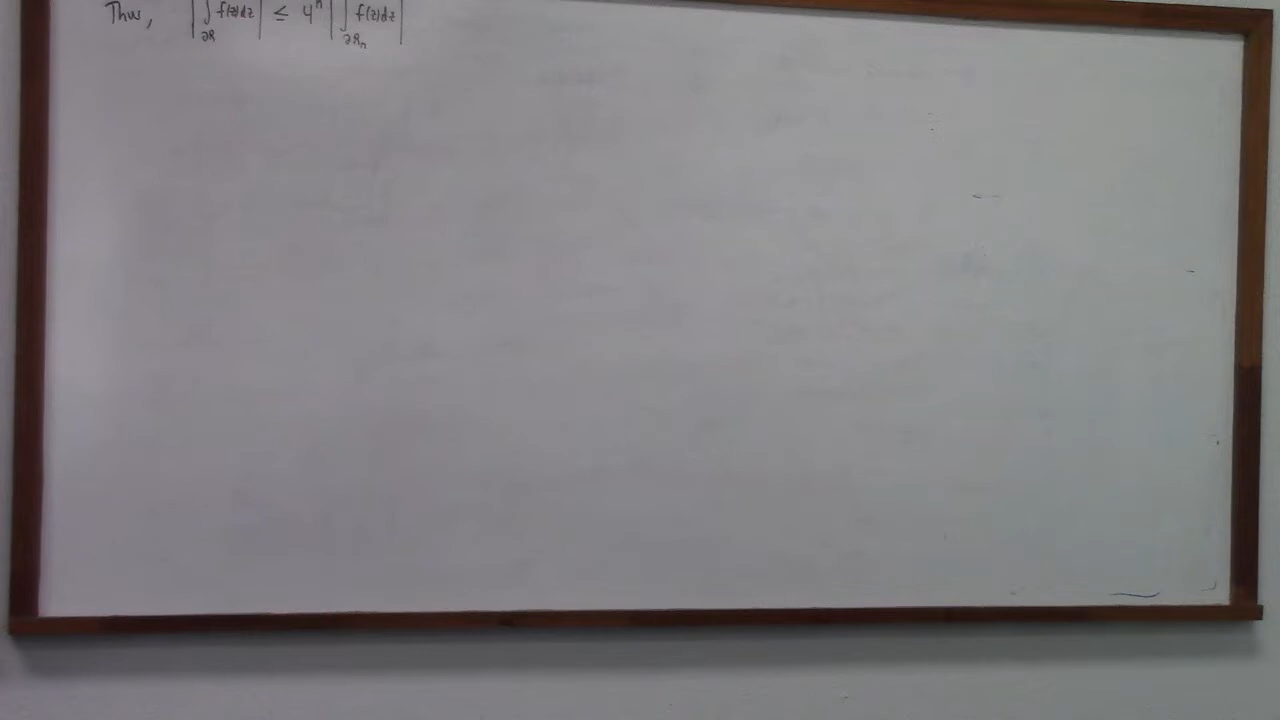 Thus, |∫_{∂R} f(z)dz| ≤ 4^n |∫_{∂R_n} f(z)dz|